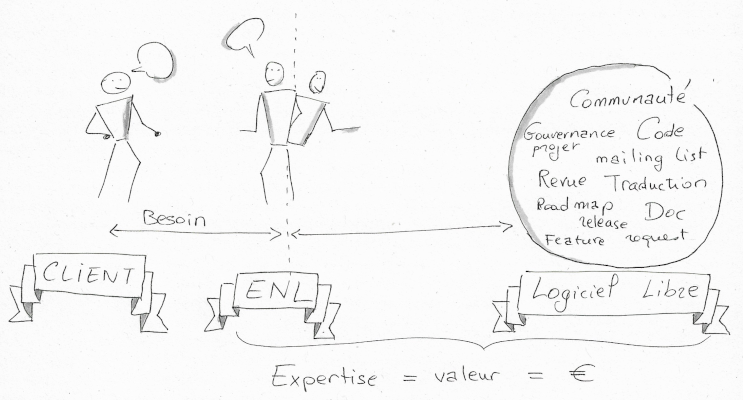 Communauté
Gouvernance Code
projet
mailing list
Revue Traduction
Roadmap Doc
release
Feature request
Besoin
CLIENT
ENL
Logiciel Libre
Expertise = valeur = €